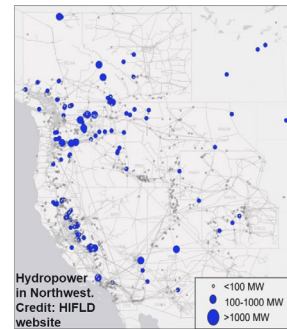 Hydropower
in Northwest.
Credit: HIFLD
website
<100 MW
100-1000 MW
>1000 MW